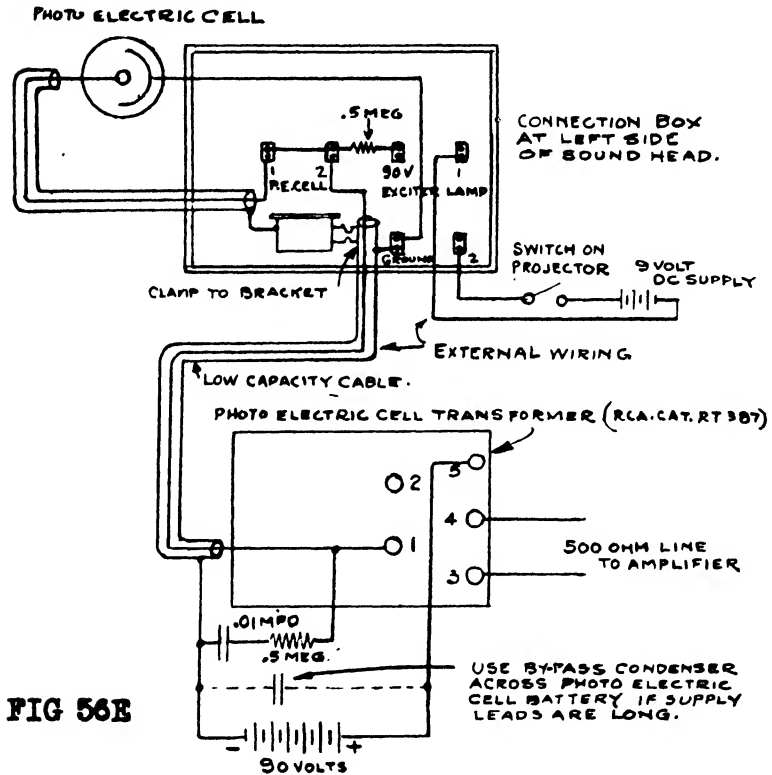 PHOTO ELECTRIC CELL
.5 MEG
CONNECTION BOX
AT LEFT SIDE
OF SOUND HEAD.
1
2
90V
1
P.E.CELL
EXCITER LAMP
GROUND
2
SWITCH ON
PROJECTOR
9 VOLT
DC SUPPLY
CLAMP TO BRACKET
EXTERNAL WIRING
LOW CAPACITY CABLE.
PHOTO ELECTRIC CELL TRANSFORMER (RCA.CAT.RT 387)
5
2
4
1
500 OHM LINE
TO AMPLIFIER
3
.01 MFD
.5 MEG.
USE BY-PASS CONDENSER
ACROSS PHOTO ELECTRIC
CELL BATTERY IF SUPPLY
LEADS ARE LONG.
FIG 56E
- +
90 VOLTS